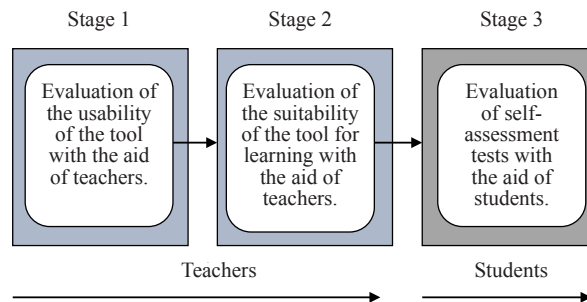 Stage 1
Stage 2
Stage 3
Evaluation of
the usability
of the tool
with the aid
of teachers.
Evaluation of
the suitability
of the tool for
learning with
the aid of
teachers.
Evaluation
of self-
assessment
tests with
the aid of
students.
Teachers
Students